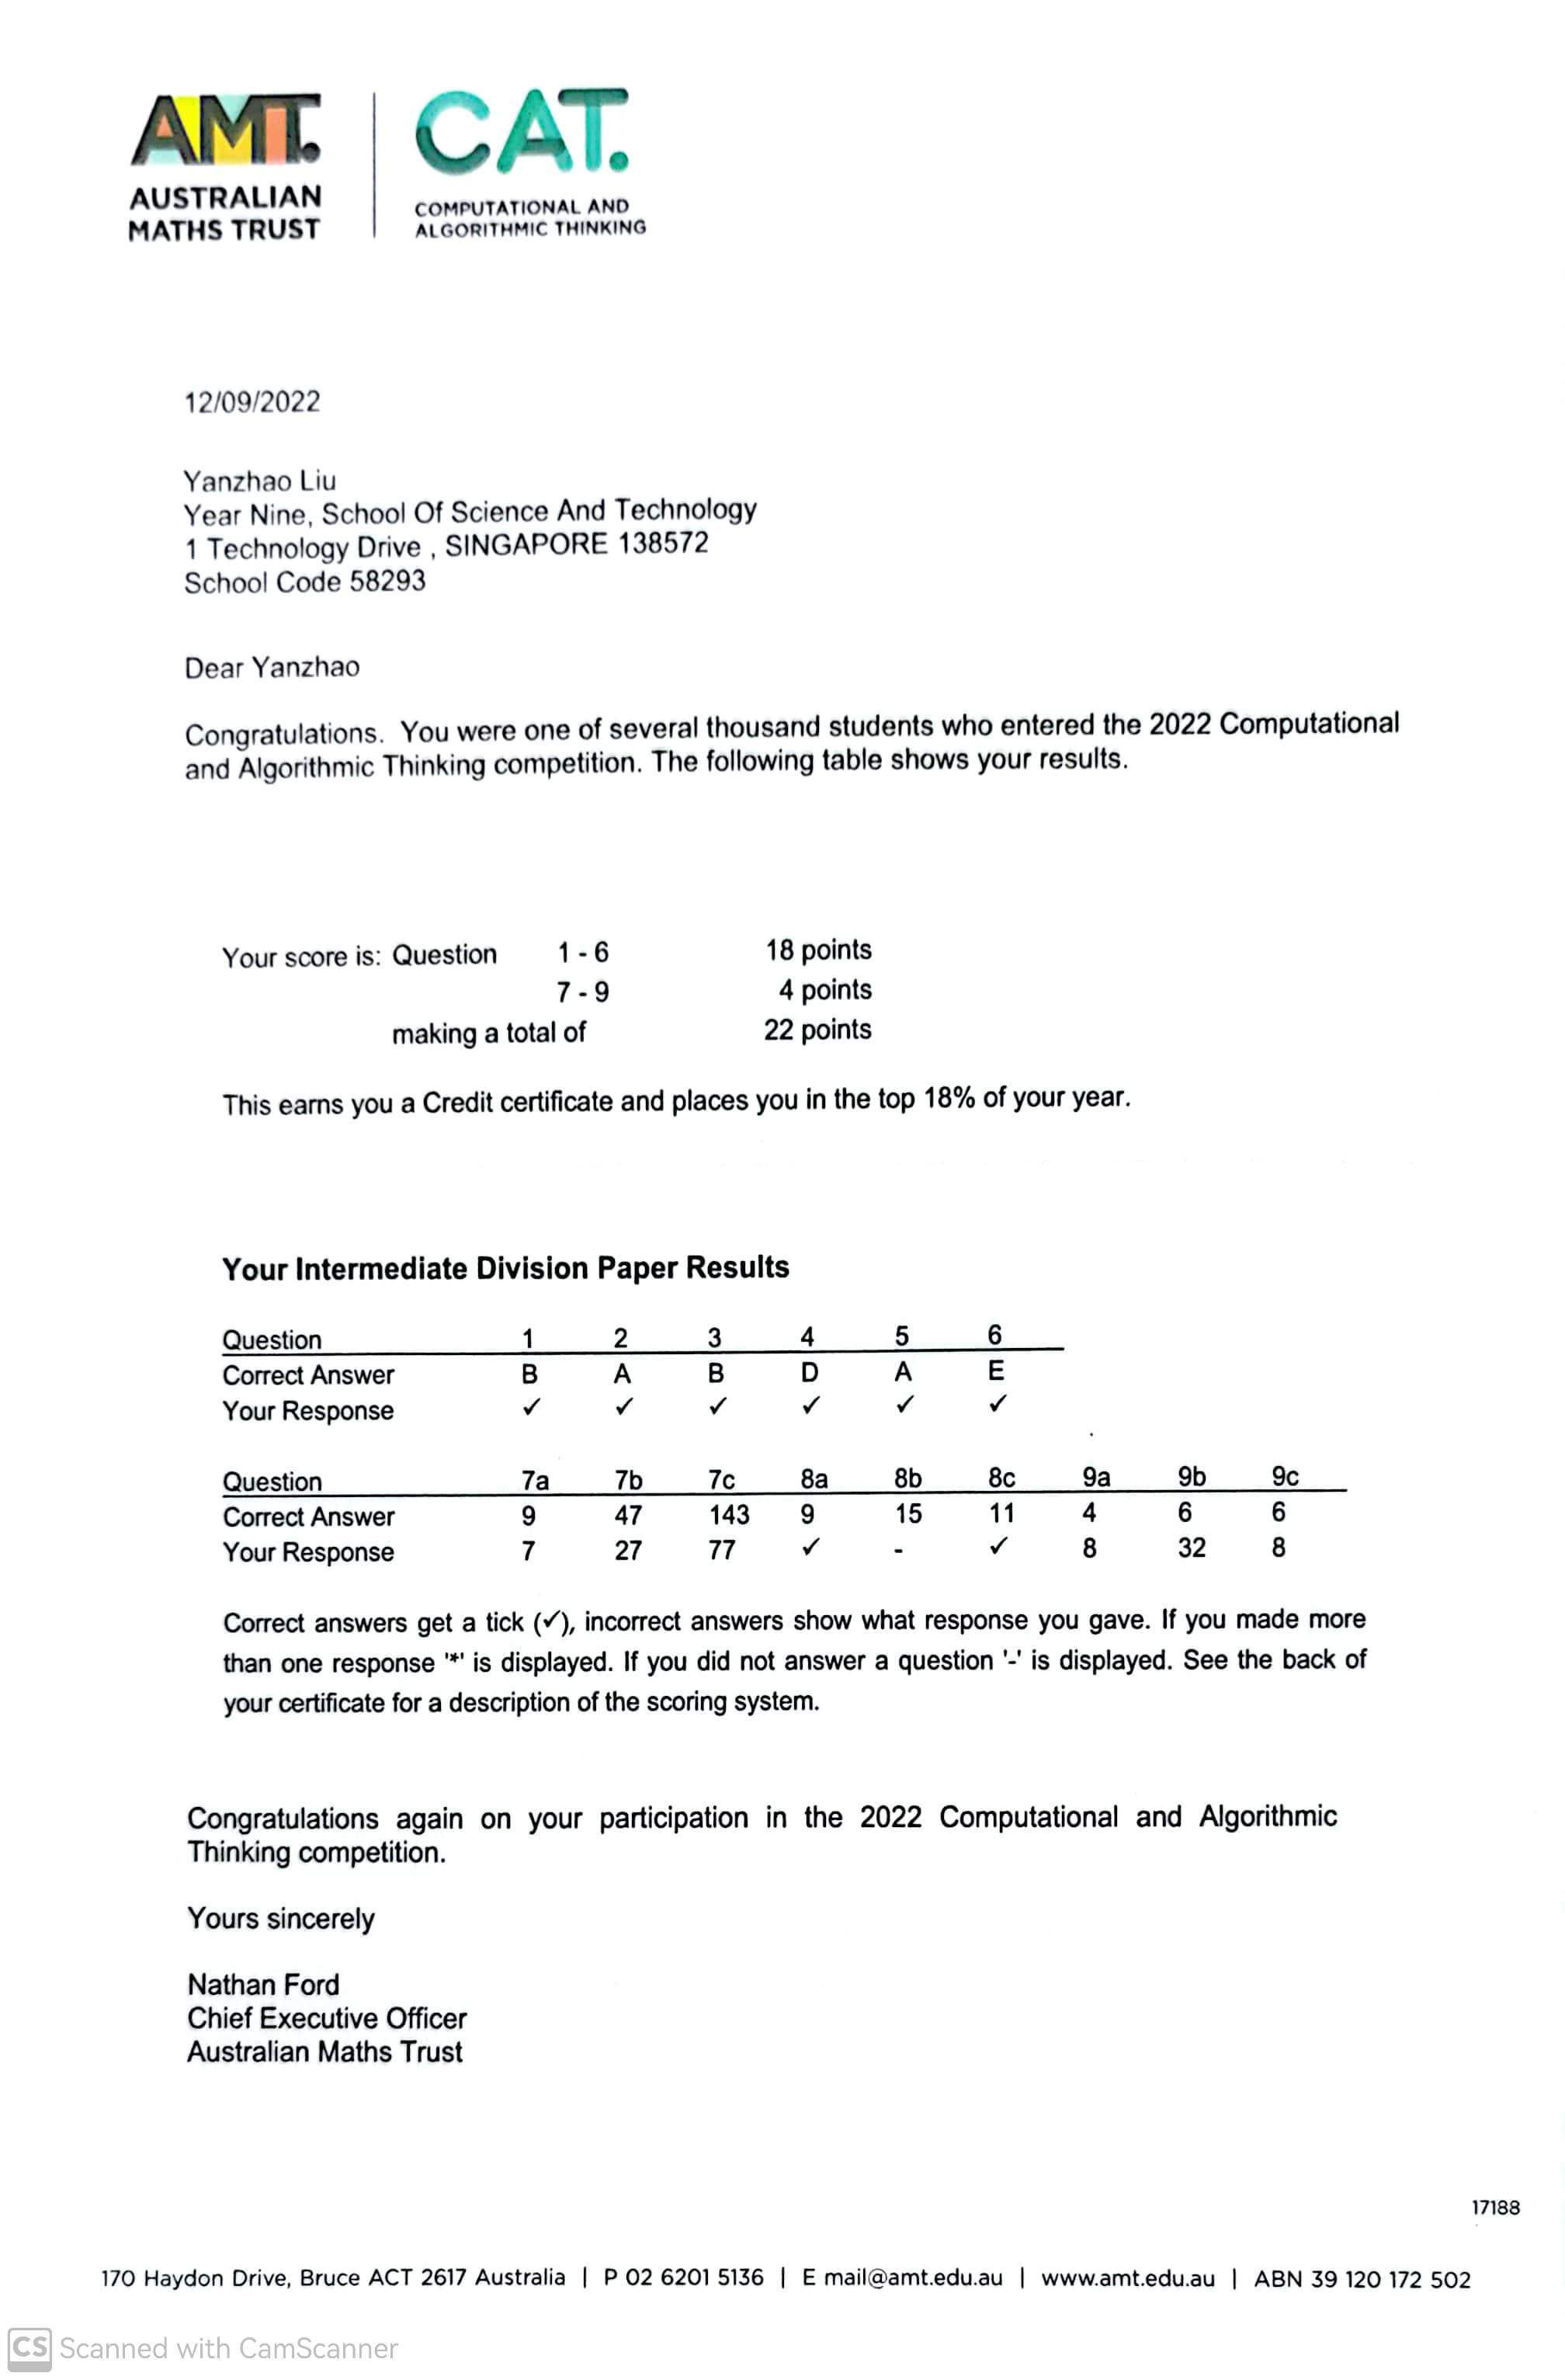 AMT.
AUSTRALIAN
MATHS TRUST
CAT.
COMPUTATIONAL AND
ALGORITHMIC THINKING
12/09/2022
Yanzhao Liu
Year Nine, School Of Science And Technology
1 Technology Drive , SINGAPORE 138572
School Code 58293
Dear Yanzhao
Congratulations. You were one of several thousand students who entered the 2022 Computational
and Algorithmic Thinking competition. The following table shows your results.
Your score is: Question 1 - 6 18 points
7 - 9 4 points
making a total of 22 points
This earns you a Credit certificate and places you in the top 18% of your year.
Your Intermediate Division Paper Results
Question 1 2 3 4 5 6
Correct Answer B A B D A E
Your Response ✓ ✓ ✓ ✓ ✓ ✓
Question 7a 7b 7c 8a 8b 8c 9a 9b 9c
Correct Answer 9 47 143 9 15 11 4 6 6
Your Response 7 27 77 ✓ - ✓ 8 32 8
Correct answers get a tick (✓), incorrect answers show what response you gave. If you made more
than one response '*' is displayed. If you did not answer a question '-' is displayed. See the back of
your certificate for a description of the scoring system.
Congratulations again on your participation in the 2022 Computational and Algorithmic
Thinking competition.
Yours sincerely
Nathan Ford
Chief Executive Officer
Australian Maths Trust
17188
170 Haydon Drive, Bruce ACT 2617 Australia | P 02 6201 5136 | E mail@amt.edu.au | www.amt.edu.au | ABN 39 120 172 502
CS Scanned with CamScanner